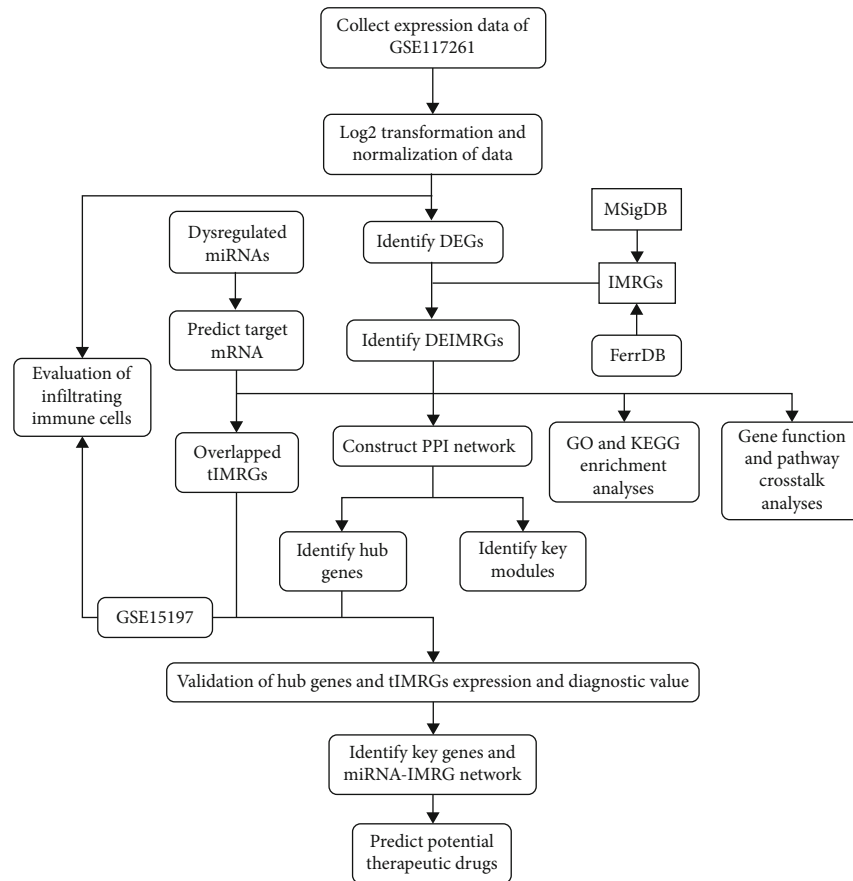 Collect expression data of
GSE117261
Log2 transformation and
normalization of data
MSigDB
Dysregulated
miRNAs
Identify DEGs
IMRGs
Predict target
mRNA
Identify DEIMRGs
FerrDB
Evaluation of
infiltrating
immune cells
Overlapped
tIMRGs
Construct PPI network
GO and KEGG
enrichment
analyses
Gene function
and pathway
crosstalk
analyses
Identify hub
genes
Identify key
modules
GSE15197
Validation of hub genes and tIMRGs expression and diagnostic value
Identify key genes and
miRNA-IMRG network
Predict potential
therapeutic drugs